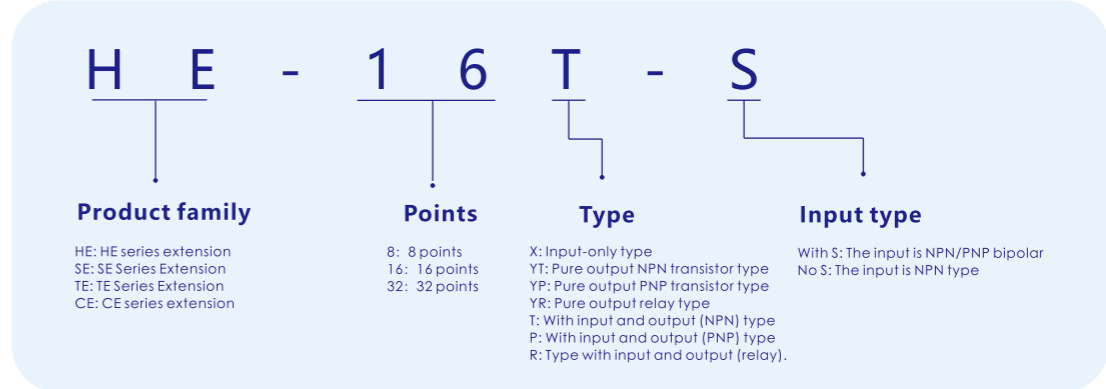 HE-16T-S
Product family
HE: HE series extension
SE: SE Series Extension
TE: TE Series Extension
CE: CE series extension
Points
8: 8 points
16: 16 points
32: 32 points
Type
X: Input-only type
YT: Pure output NPN transistor type
YP: Pure output PNP transistor type
YR: Pure output relay type
T: With input and output (NPN) type
P: With input and output (PNP) type
R: Type with input and output (relay).
Input type
With S: The input is NPN/PNP bipolar
No S: The input is NPN type